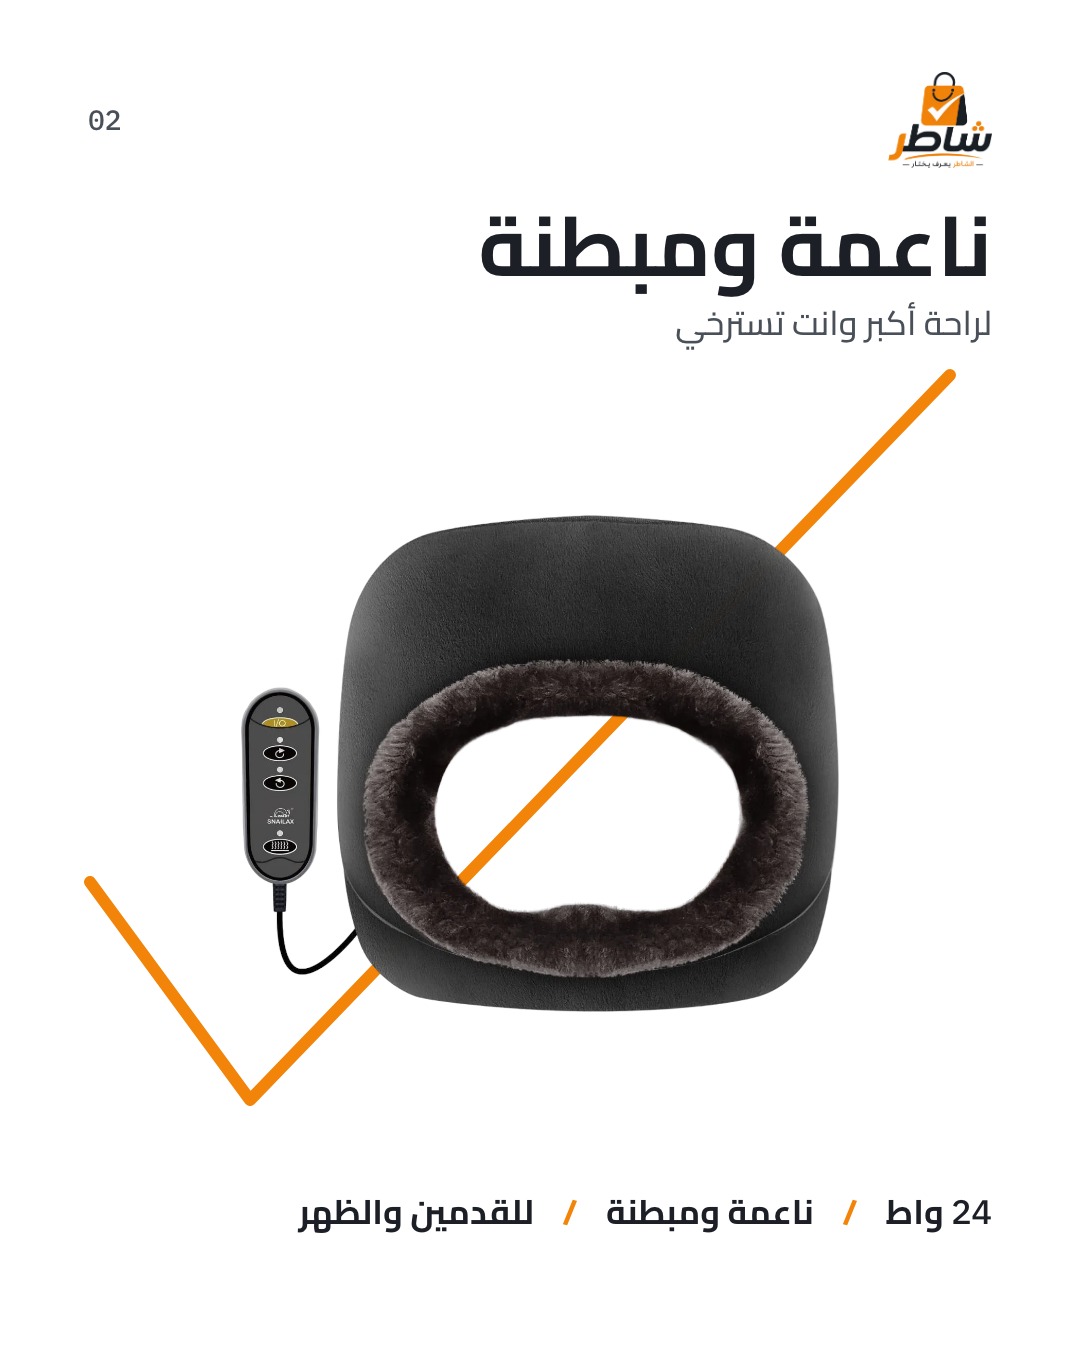 02
شاطر
الشاطر يعرف يختار
ناعمة ومبطنة
لراحة أكبر وانت تسترخي
I/O
SNAILAX
24 واط / ناعمة ومبطنة / للقدمين والظهر